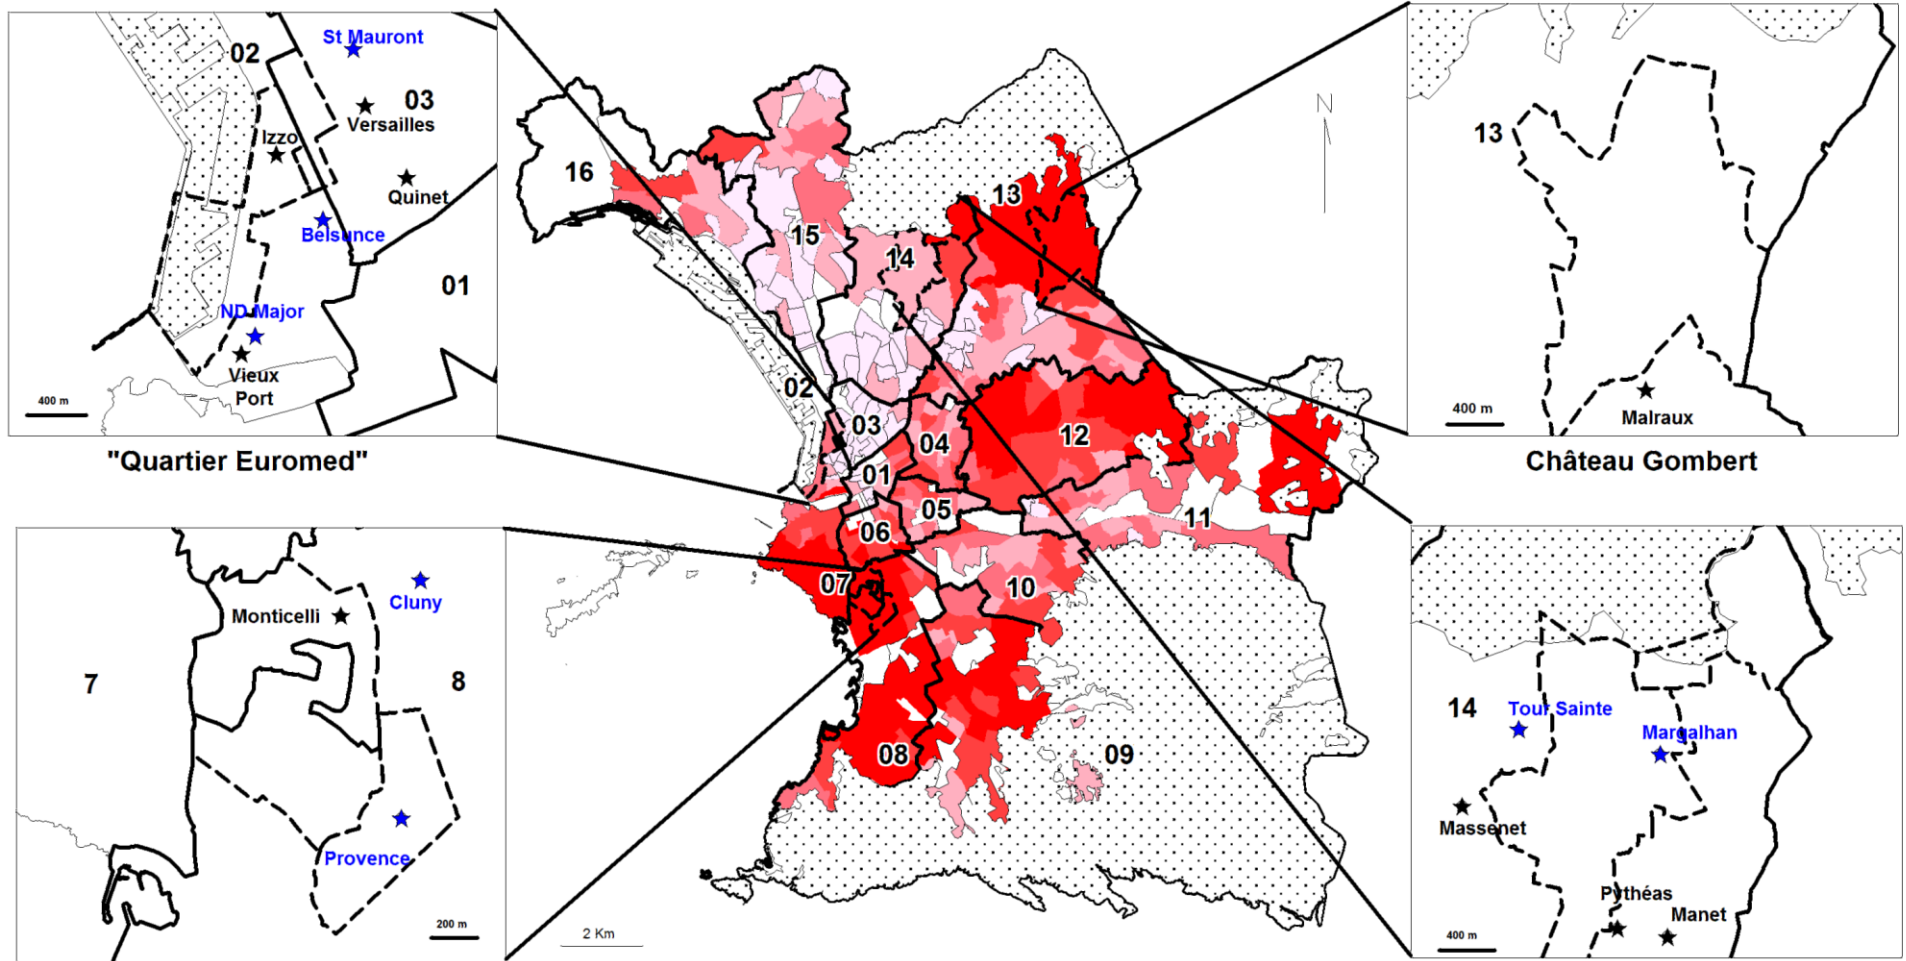 St Mauront
02
03
Versailles
Izzo
Quinet
Belsunce
01
ND Major
Vieux
Port
400 m
"Quartier Euromed"
7
Monticelli
Cluny
8
Provence
200 m
N
16
15
14
13
02
03
04
12
01
05
11
06
07
10
08
09
2 Km
13
400 m
Malraux
Château Gombert
14
Tour Sainte
Margalhan
Massenet
Pythéas
Manet
400 m